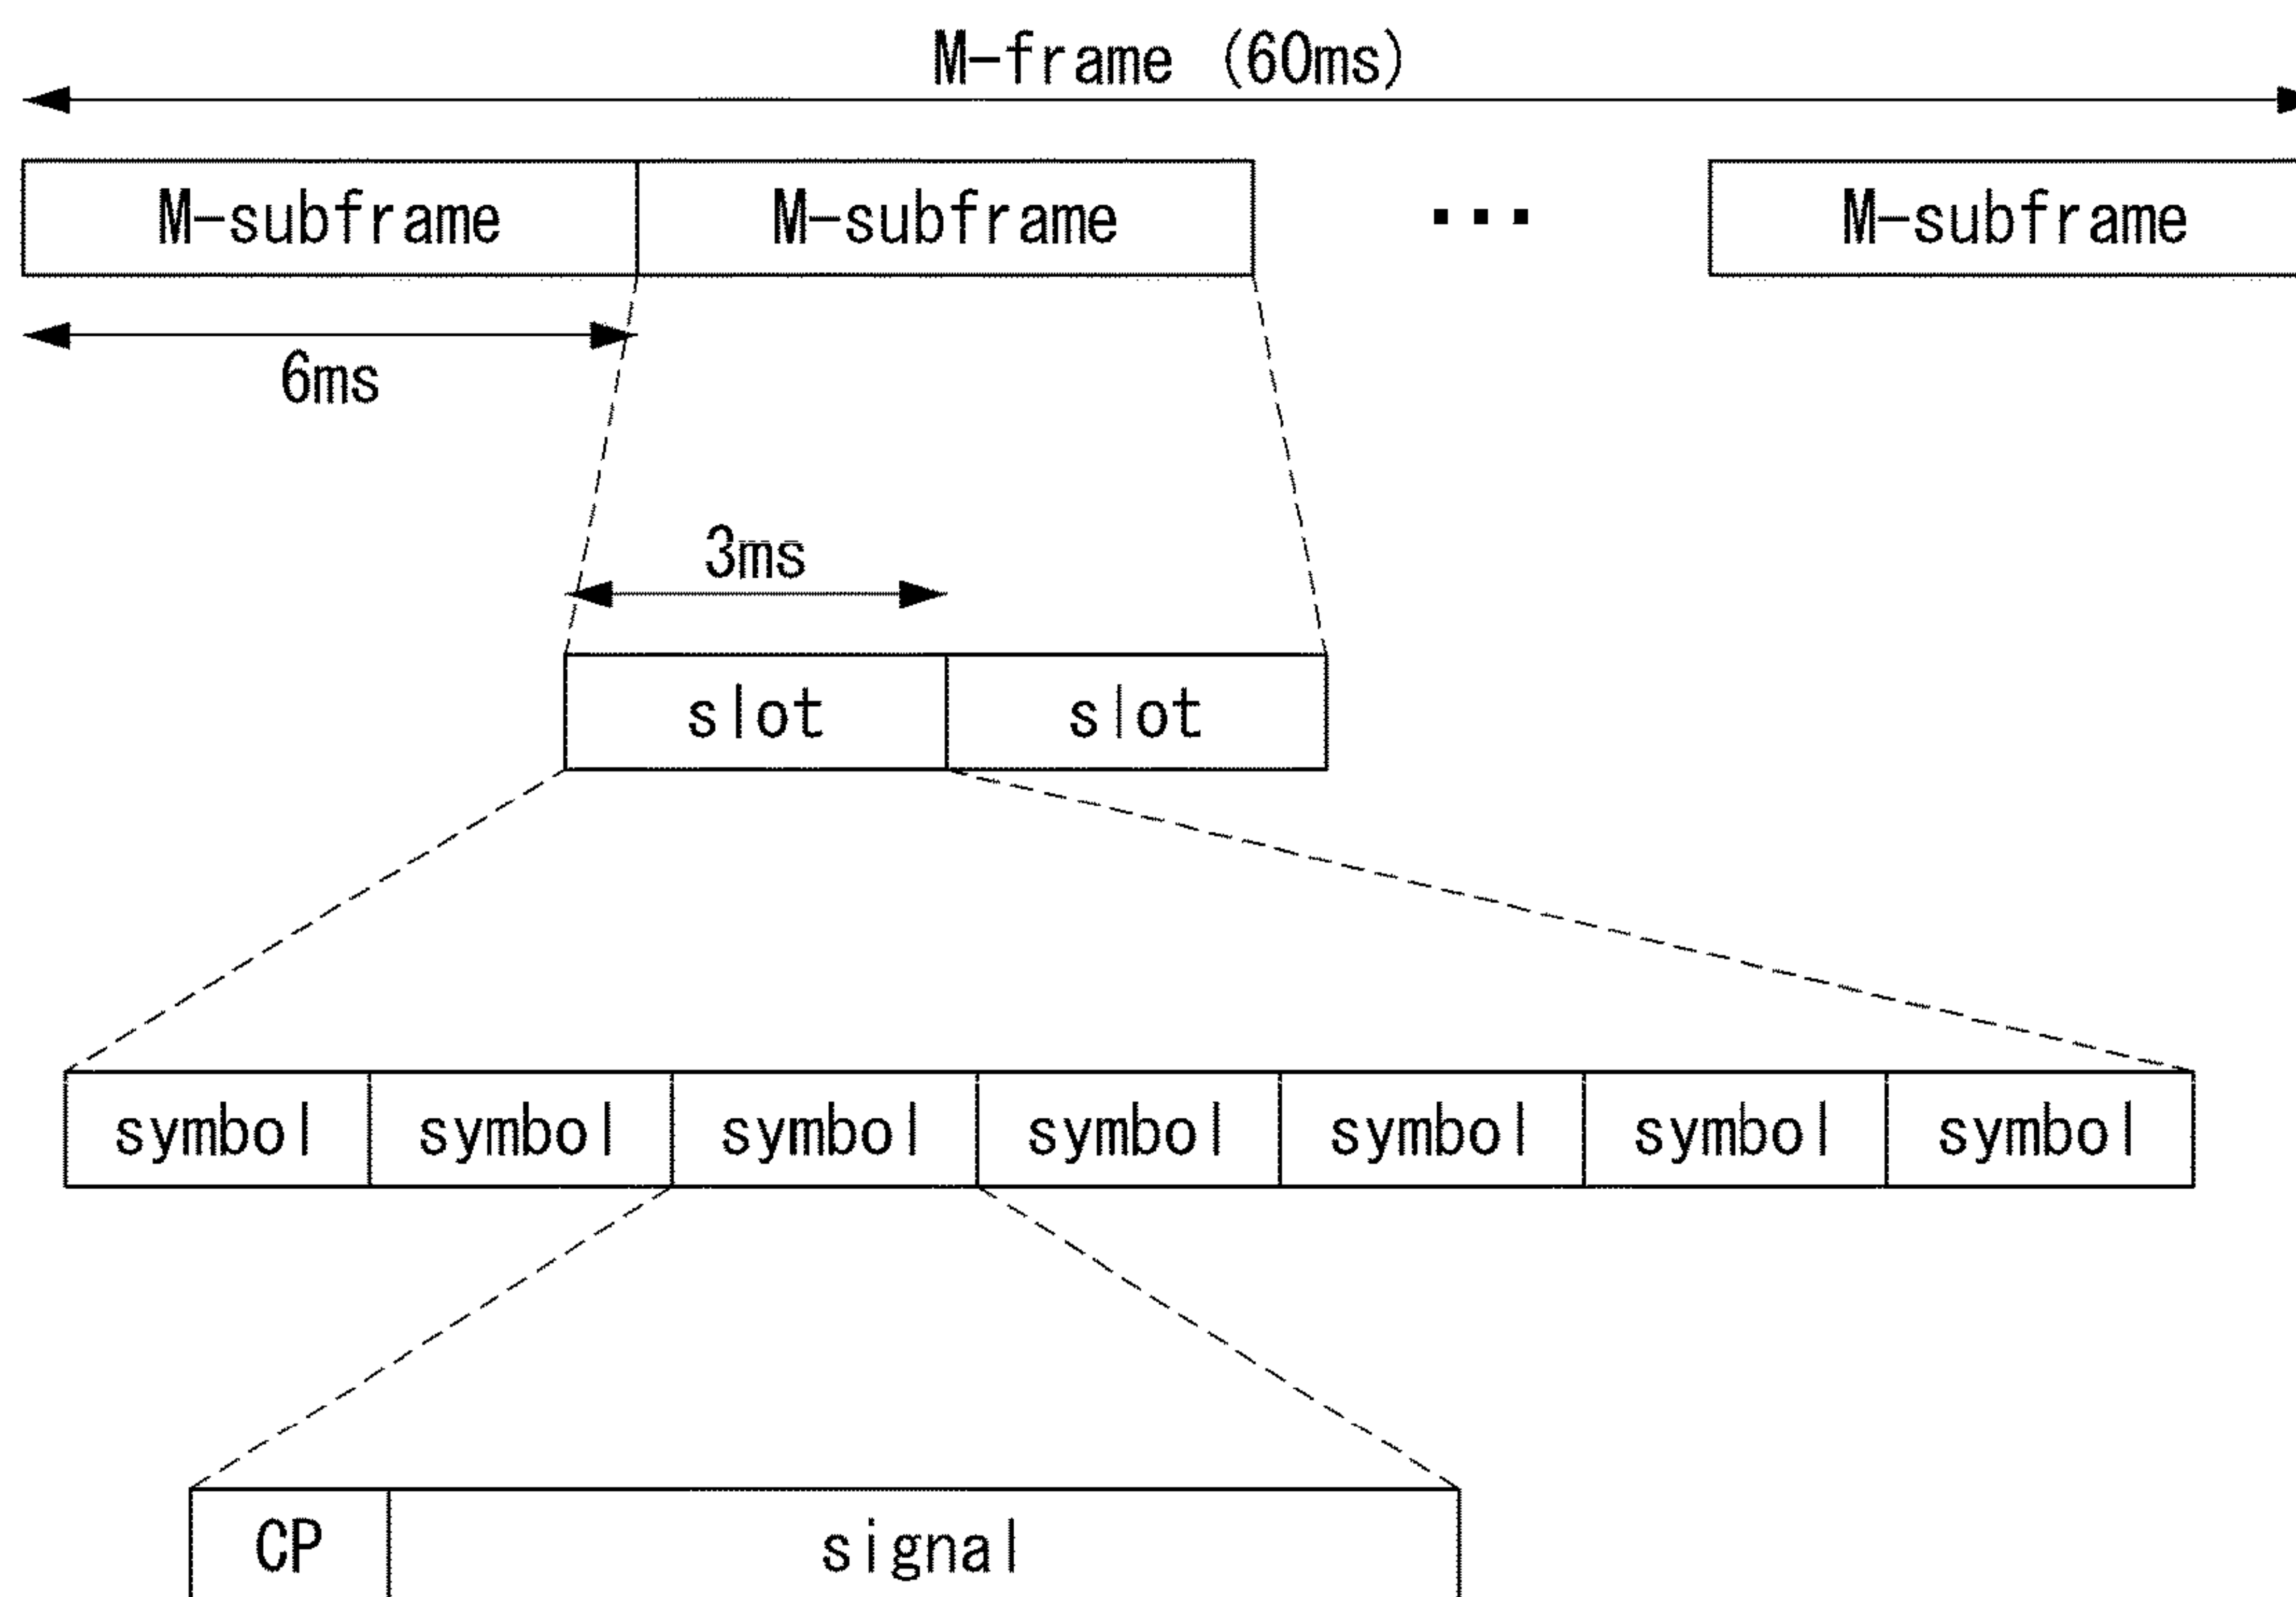 M-frame (60ms)
M-subframe M-subframe ... M-subframe
6ms
3ms
slot slot
symbol symbol symbol symbol symbol symbol symbol
CP signal